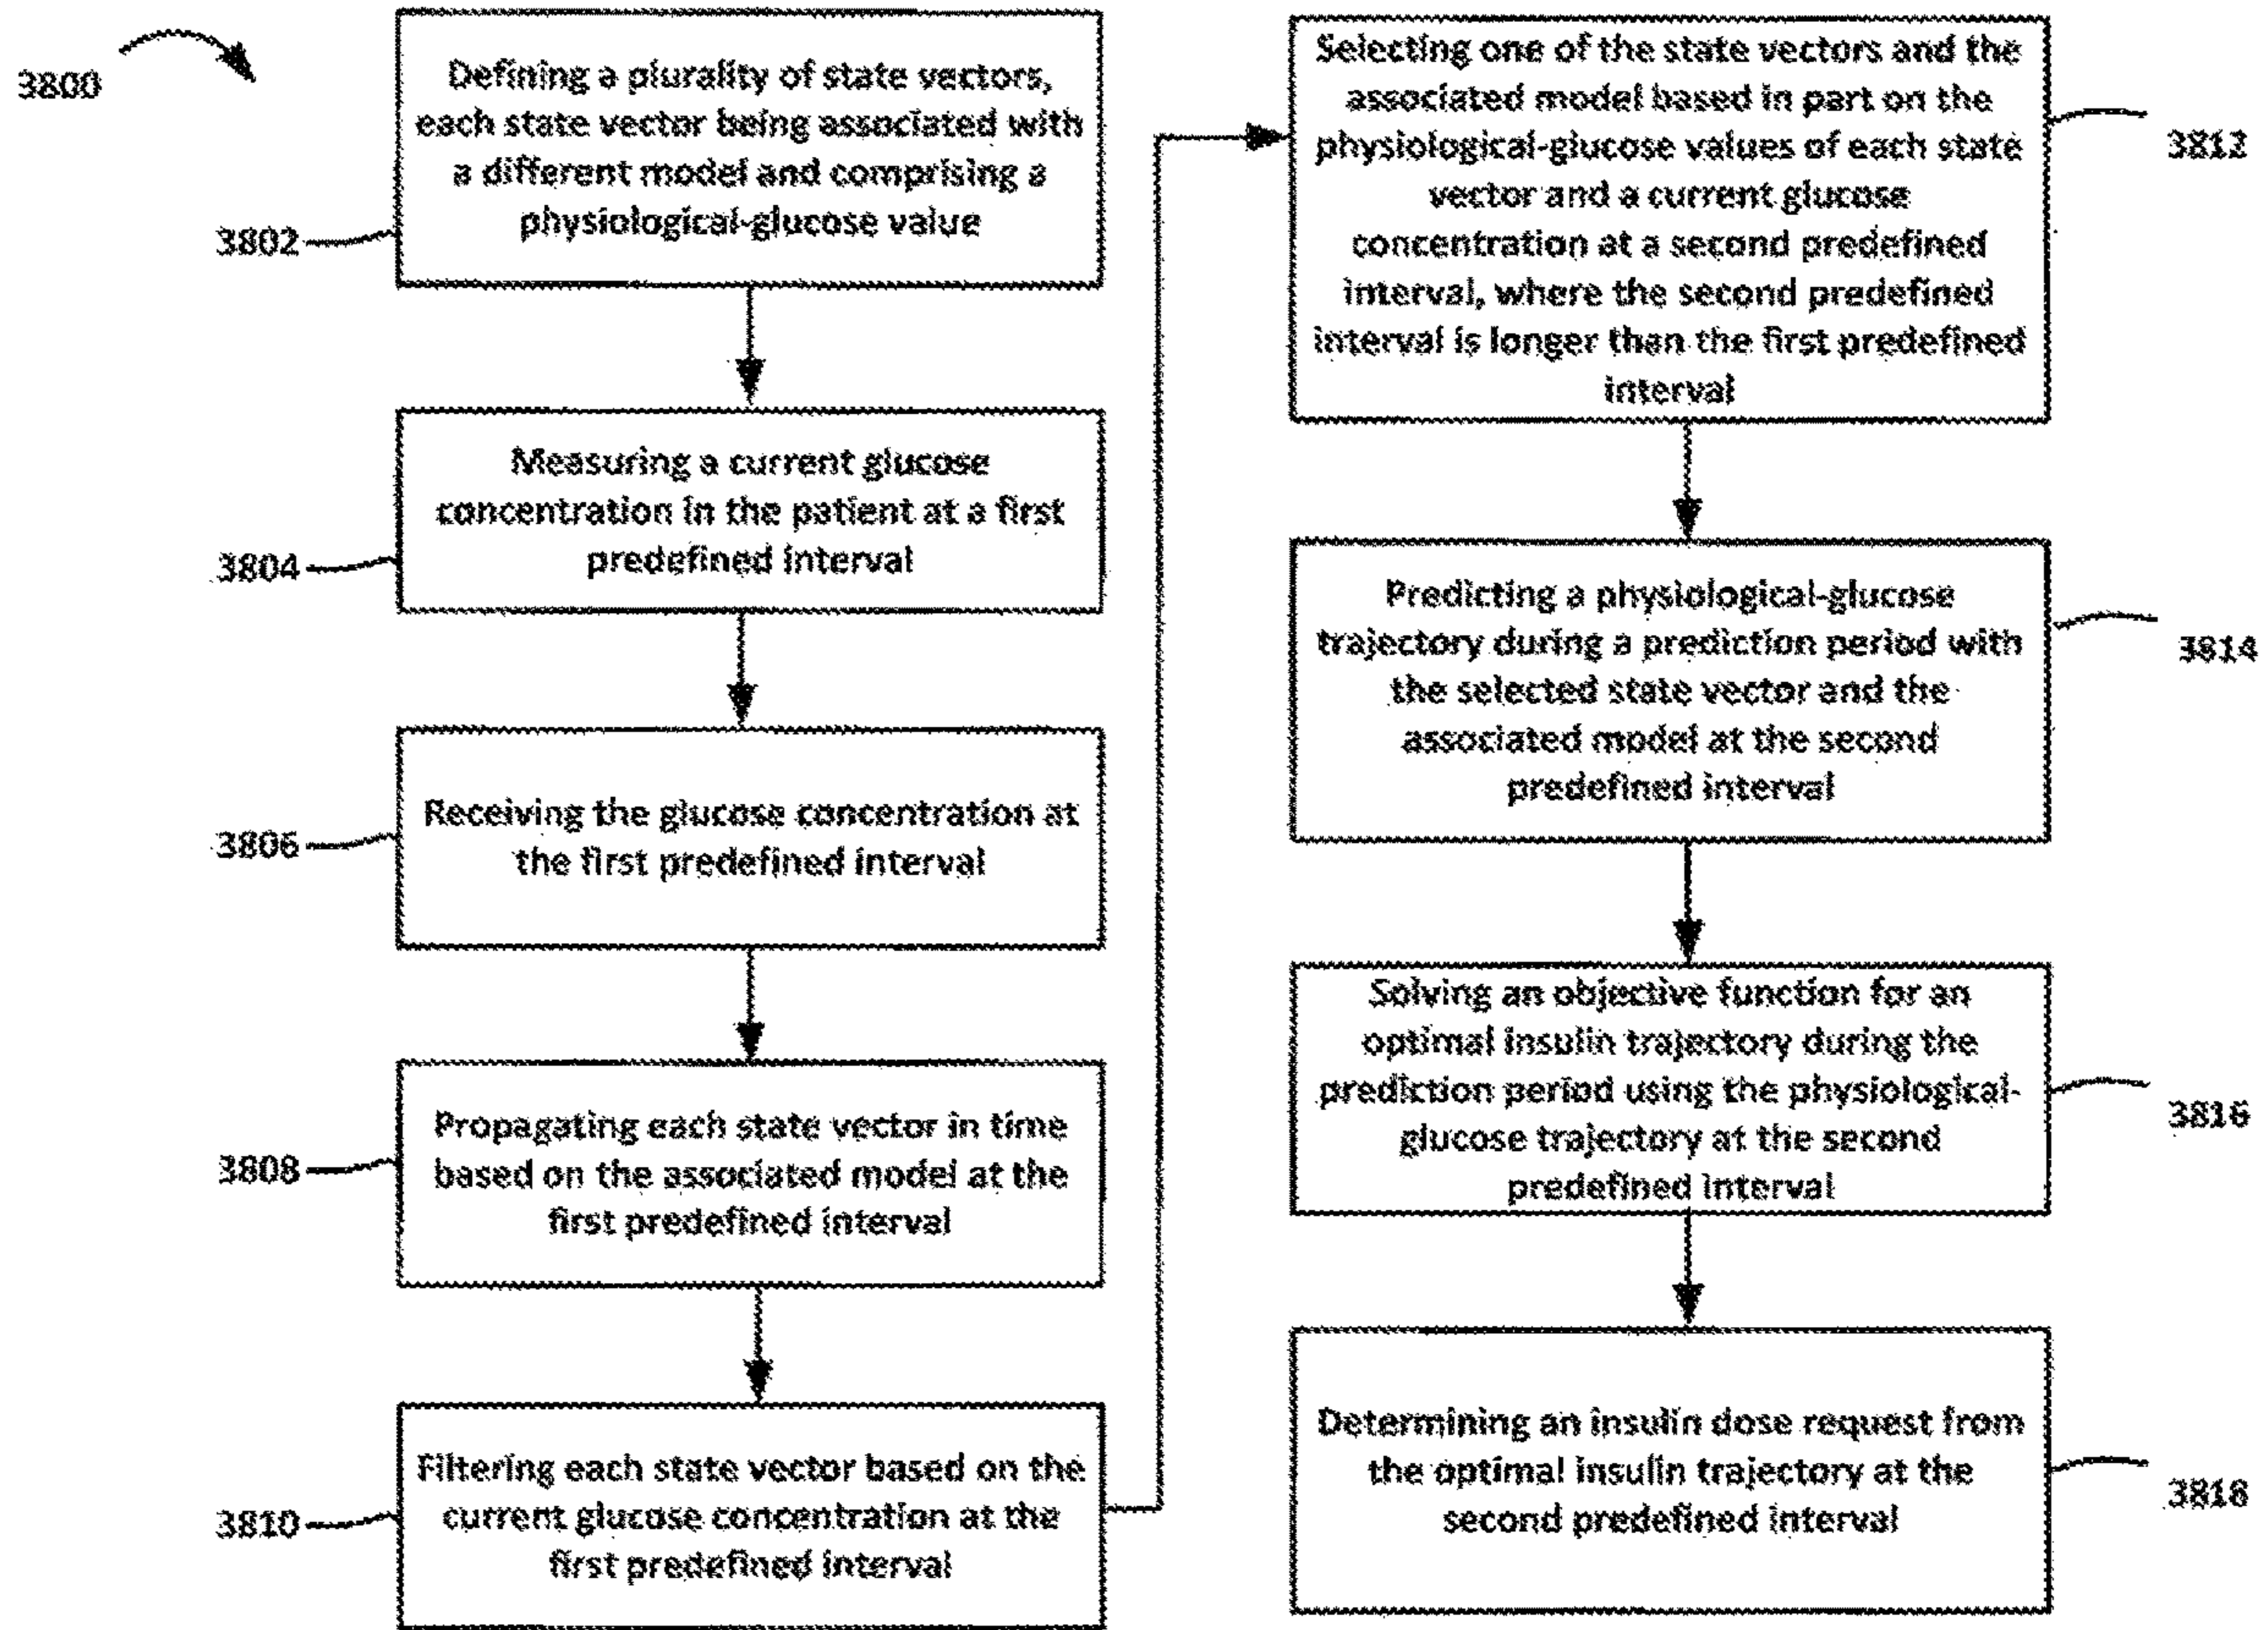 3800
Defining a plurality of state vectors,
each state vector being associated with
a different model and comprising a
physiological-glucose value
3802
Measuring a current glucose
concentration in the patient at a first
predefined interval
3804
Receiving the glucose concentration at
the first predefined interval
3806
Propagating each state vector in time
based on the associated model at the
first predefined interval
3808
Filtering each state vector based on the
current glucose concentration at the
first predefined interval
3810
Selecting one of the state vectors and the
associated model based in part on the
physiological-glucose values of each state
vector and a current glucose
concentration at a second predefined
interval, where the second predefined
interval is longer than the first predefined
interval
3812
Predicting a physiological-glucose
trajectory during a prediction period with
the selected state vector and the
associated model at the second
predefined interval
3814
Solving an objective function for an
optimal insulin trajectory during the
prediction period using the physiological-
glucose trajectory at the second
predefined interval
3816
Determining an insulin dose request from
the optimal insulin trajectory at the
second predefined interval
3818